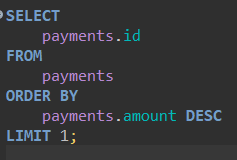 SELECT
    payments.id
FROM
    payments
ORDER BY
    payments.amount DESC
LIMIT 1;